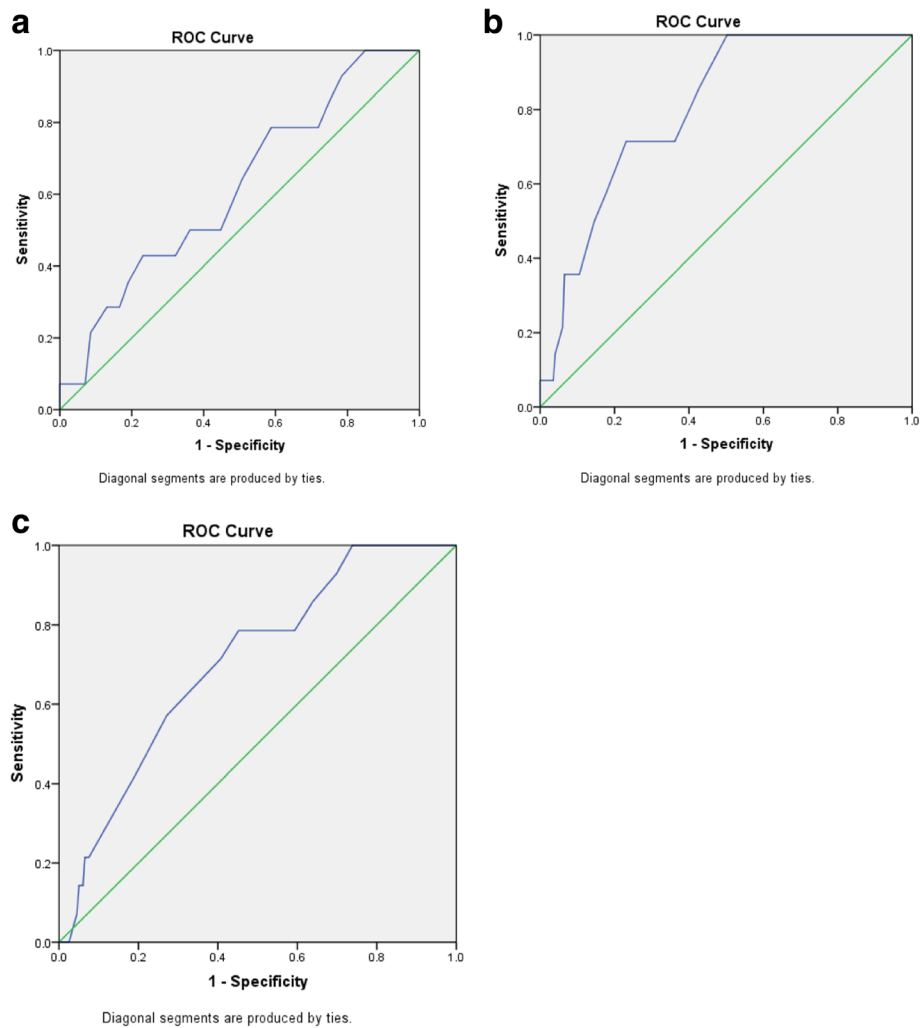 a
ROC Curve
1.0
0.8
0.6
0.4
0.2
0.0
Sensitivity
0.0 0.2 0.4 0.6 0.8 1.0
1 - Specificity
Diagonal segments are produced by ties.
b
ROC Curve
1.0
0.8
0.6
0.4
0.2
0.0
Sensitivity
0.0 0.2 0.4 0.6 0.8 1.0
1 - Specificity
Diagonal segments are produced by ties.
c
ROC Curve
1.0
0.8
0.6
0.4
0.2
0.0
Sensitivity
0.0 0.2 0.4 0.6 0.8 1.0
1 - Specificity
Diagonal segments are produced by ties.